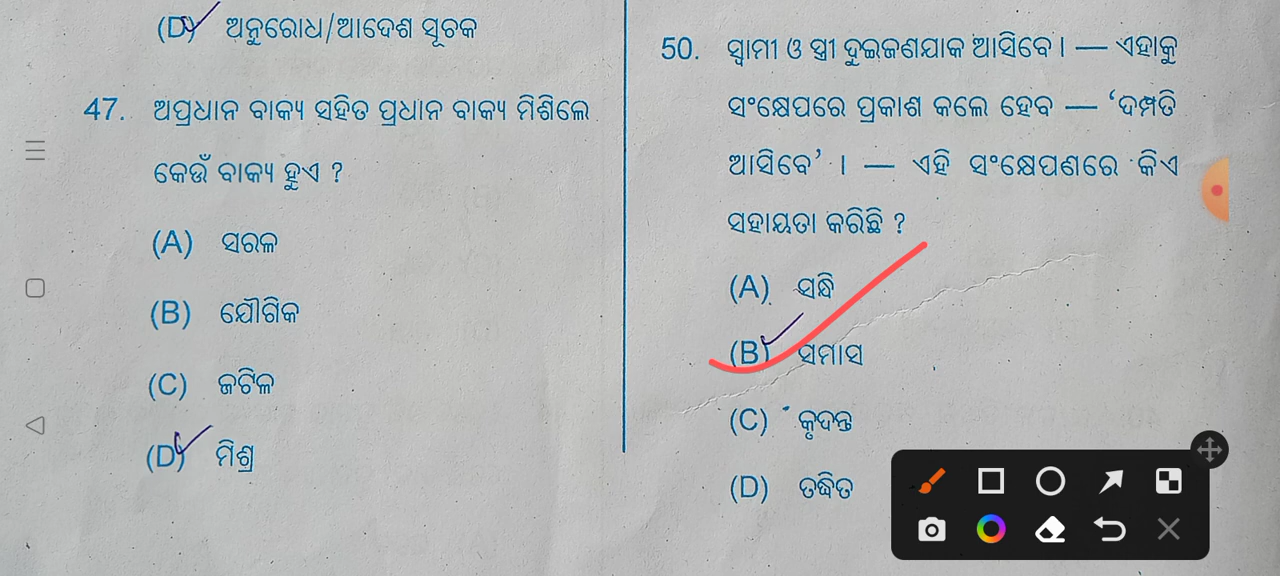 (D) ଅନୁରୋଧ/ଆଦେଶ ସୂଚକ
47. ଅପ୍ରଧାନ ବାକ୍ୟ ସହିତ ପ୍ରଧାନ ବାକ୍ୟ ମିଶିଲେ
କେଉଁ ବାକ୍ୟ ହୁଏ ?
(A) ସରଳ
(B) ଯୌଗିକ
(C) ଜଟିଳ
(D) ମିଶ୍ର
50. ସ୍ୱାମୀ ଓ ସ୍ତ୍ରୀ ଦୁଇଜଣଯାକ ଆସିବେ । — ଏହାକୁ
ସଂକ୍ଷେପରେ ପ୍ରକାଶ କଲେ ହେବ — ‘ଦମ୍ପତି
ଆସିବେ’ । — ଏହି ସଂକ୍ଷେପଣରେ କିଏ
ସହାୟତା କରିଛି ?
(A) ସନ୍ଧି
(B) ସମାସ
(C) କୃଦନ୍ତ
(D) ତଦ୍ଧିତ